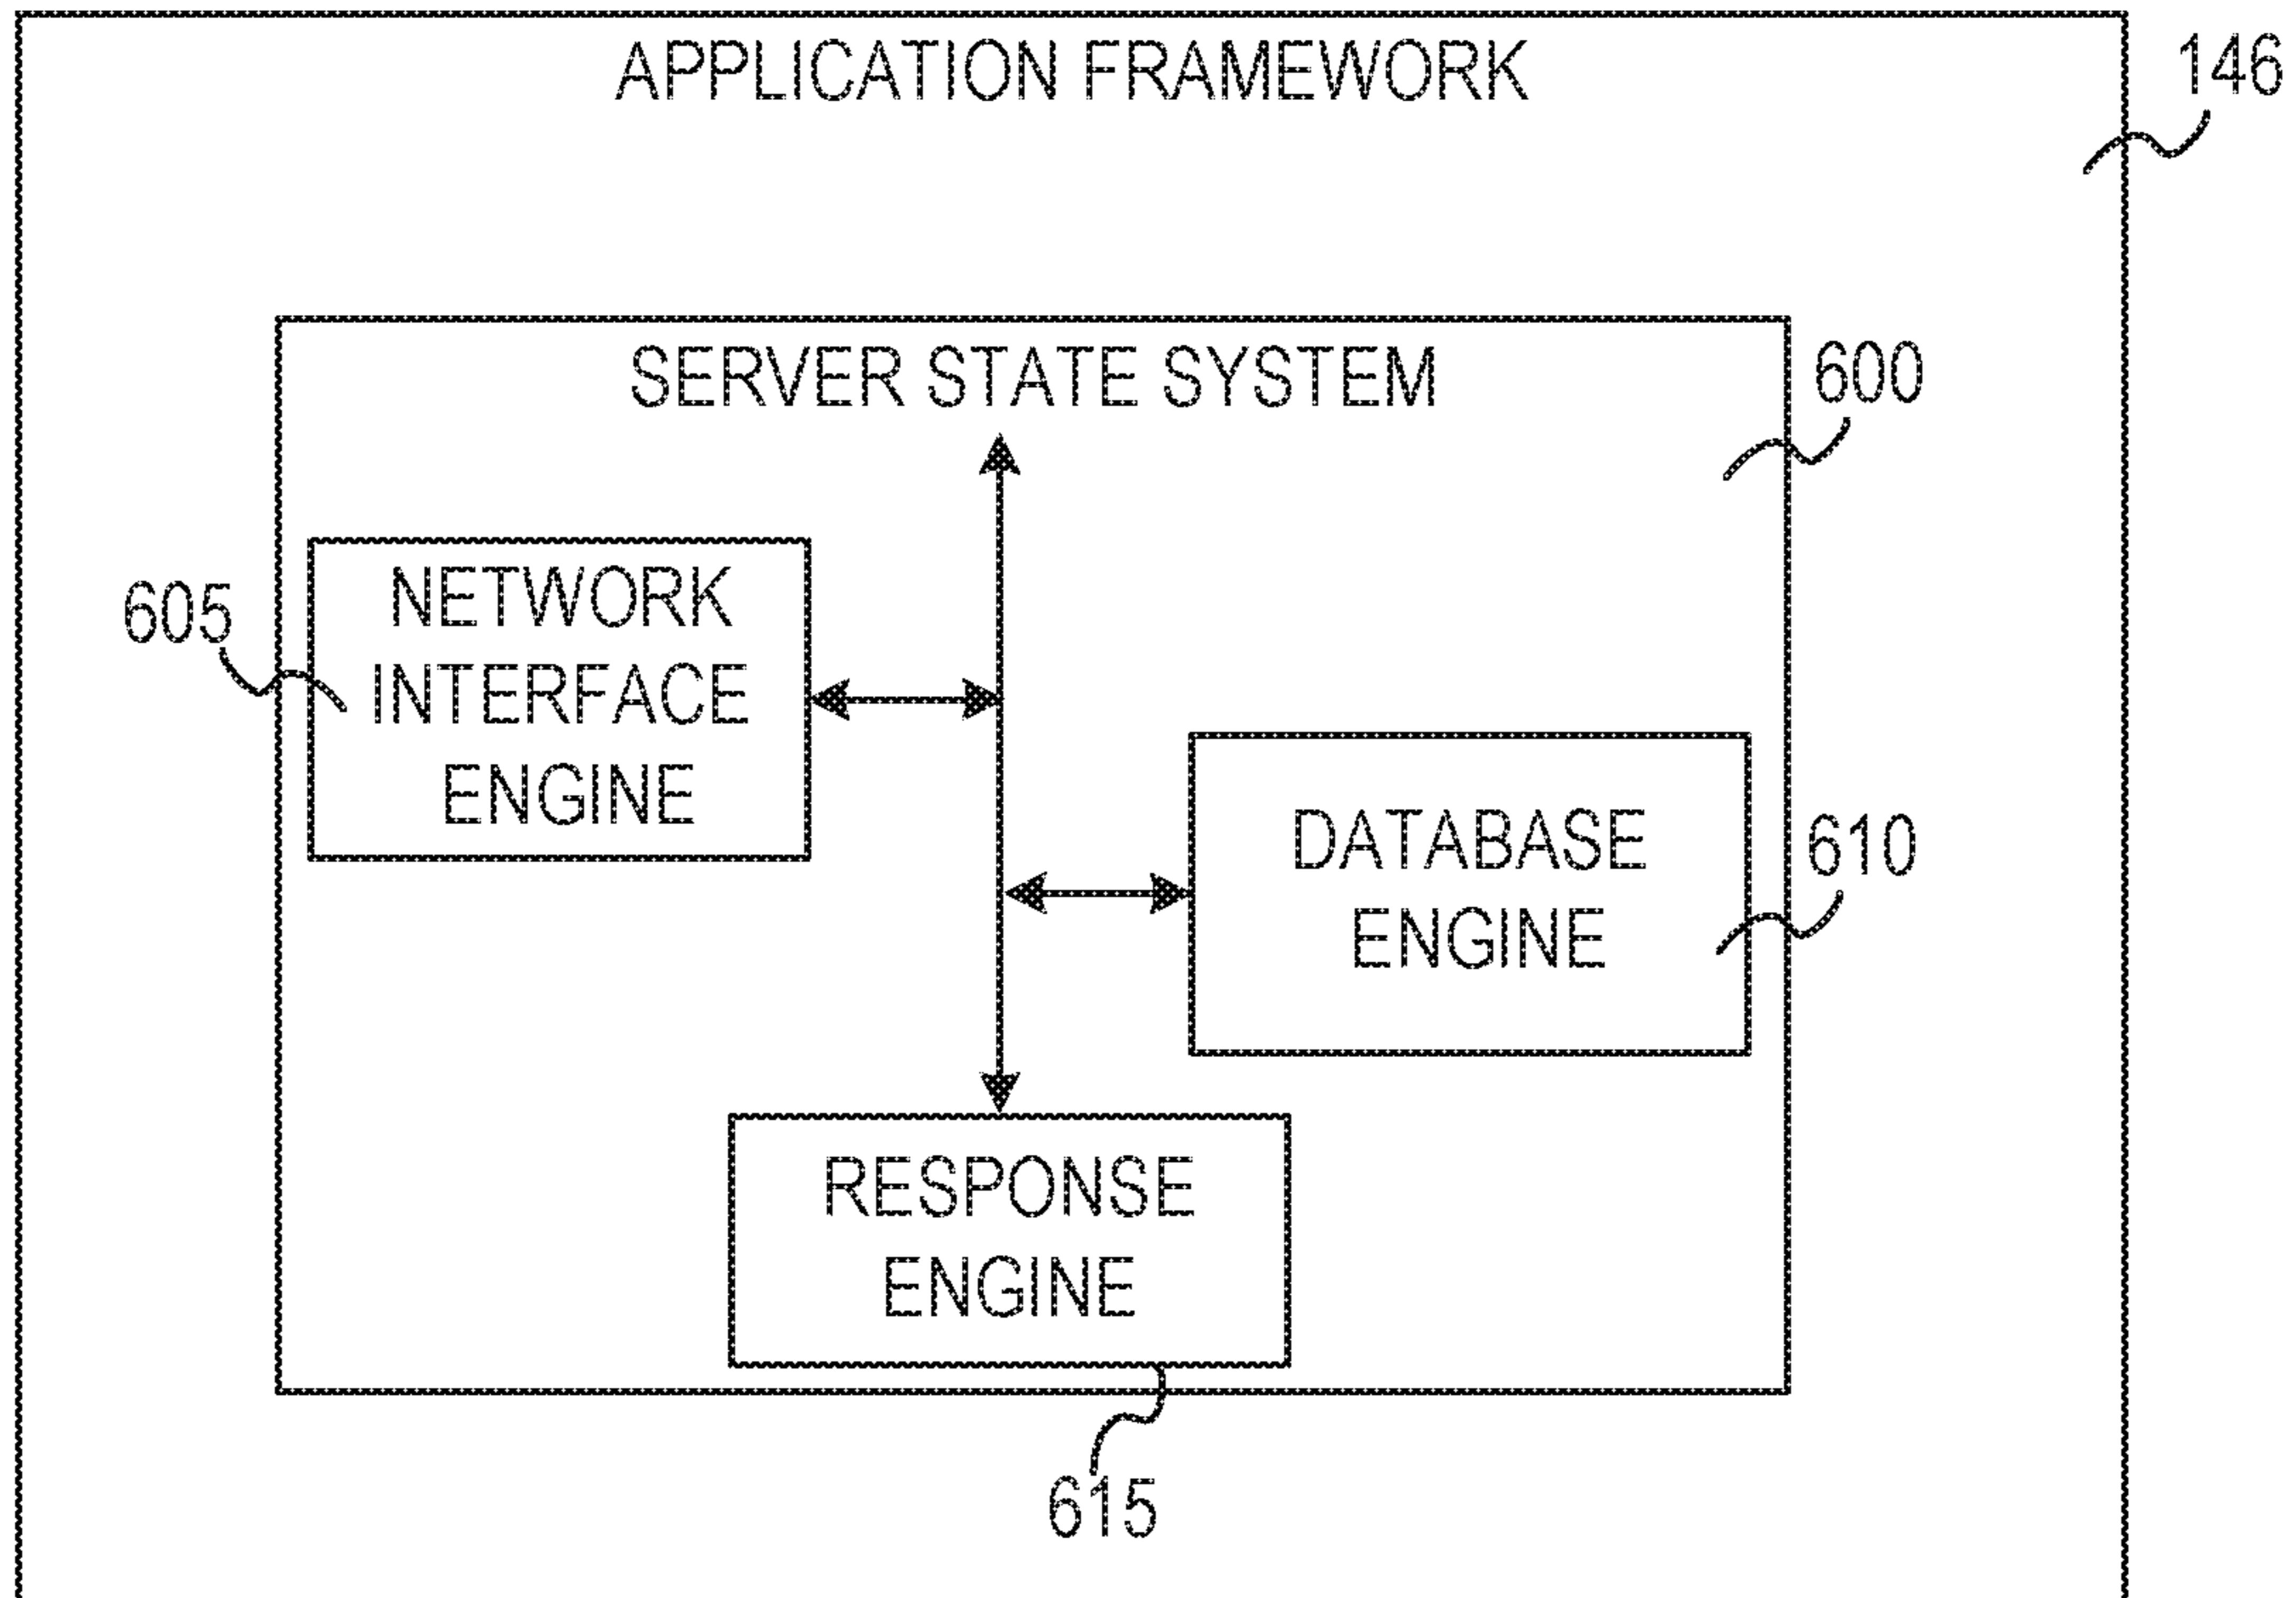 APPLICATION FRAMEWORK
146
SERVER STATE SYSTEM
600
605
NETWORK
INTERFACE
ENGINE
DATABASE
ENGINE
610
RESPONSE
ENGINE
615